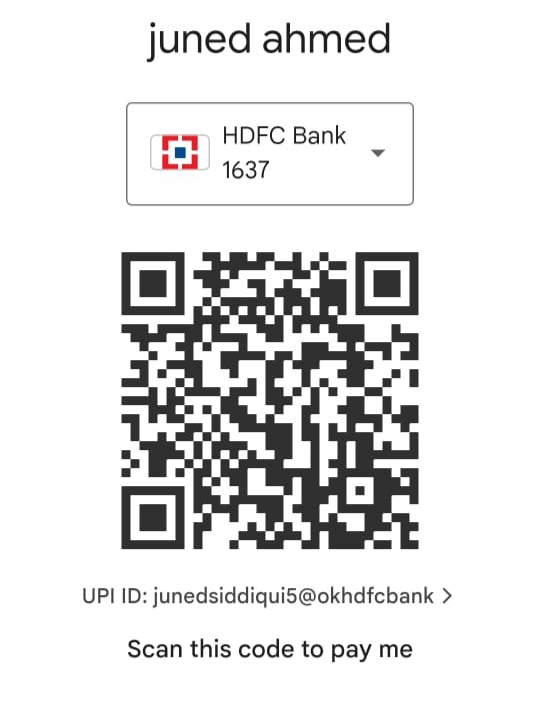 juned ahmed
HDFC Bank
1637
UPI ID: junedsiddiqui5@okhdfcbank >
Scan this code to pay me